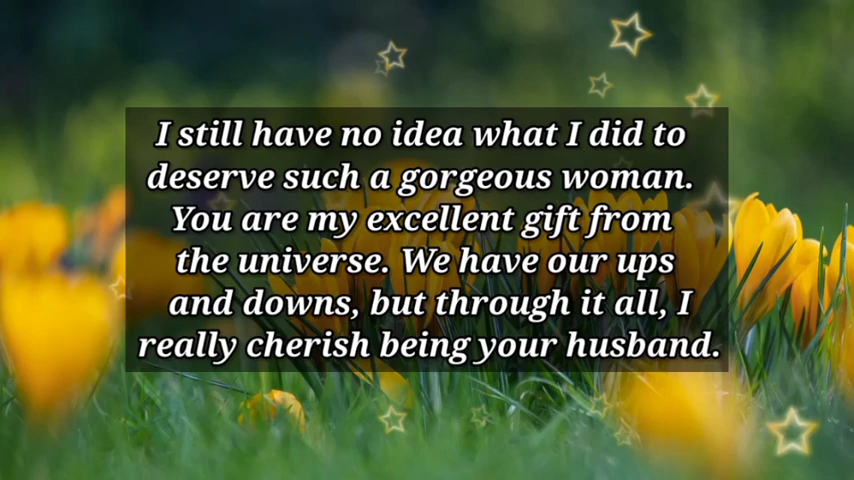 I still have no idea what I did to
deserve such a gorgeous woman.
You are my excellent gift from
the universe. We have our ups
and downs, but through it all, I
really cherish being your husband.